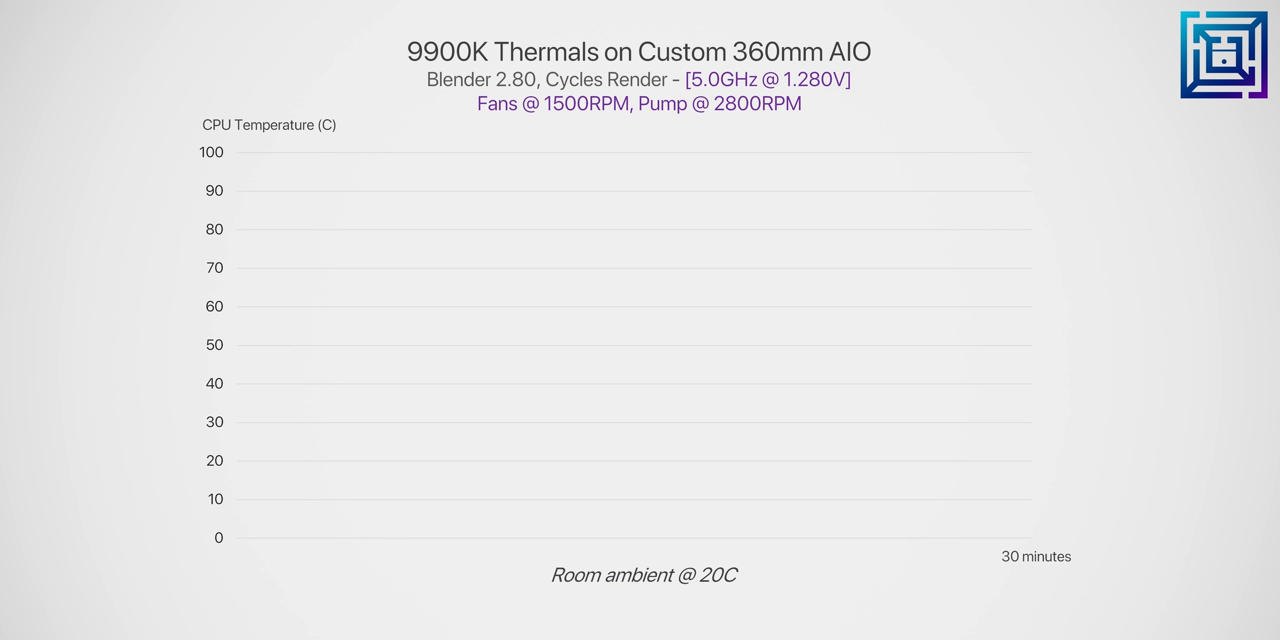 9900K Thermals on Custom 360mm AIO
Blender 2.80, Cycles Render - [5.0GHz @ 1.280V]
Fans @ 1500RPM, Pump @ 2800RPM
CPU Temperature (C)
100
90
80
70
60
50
40
30
20
10
0
30 minutes
Room ambient @ 20C